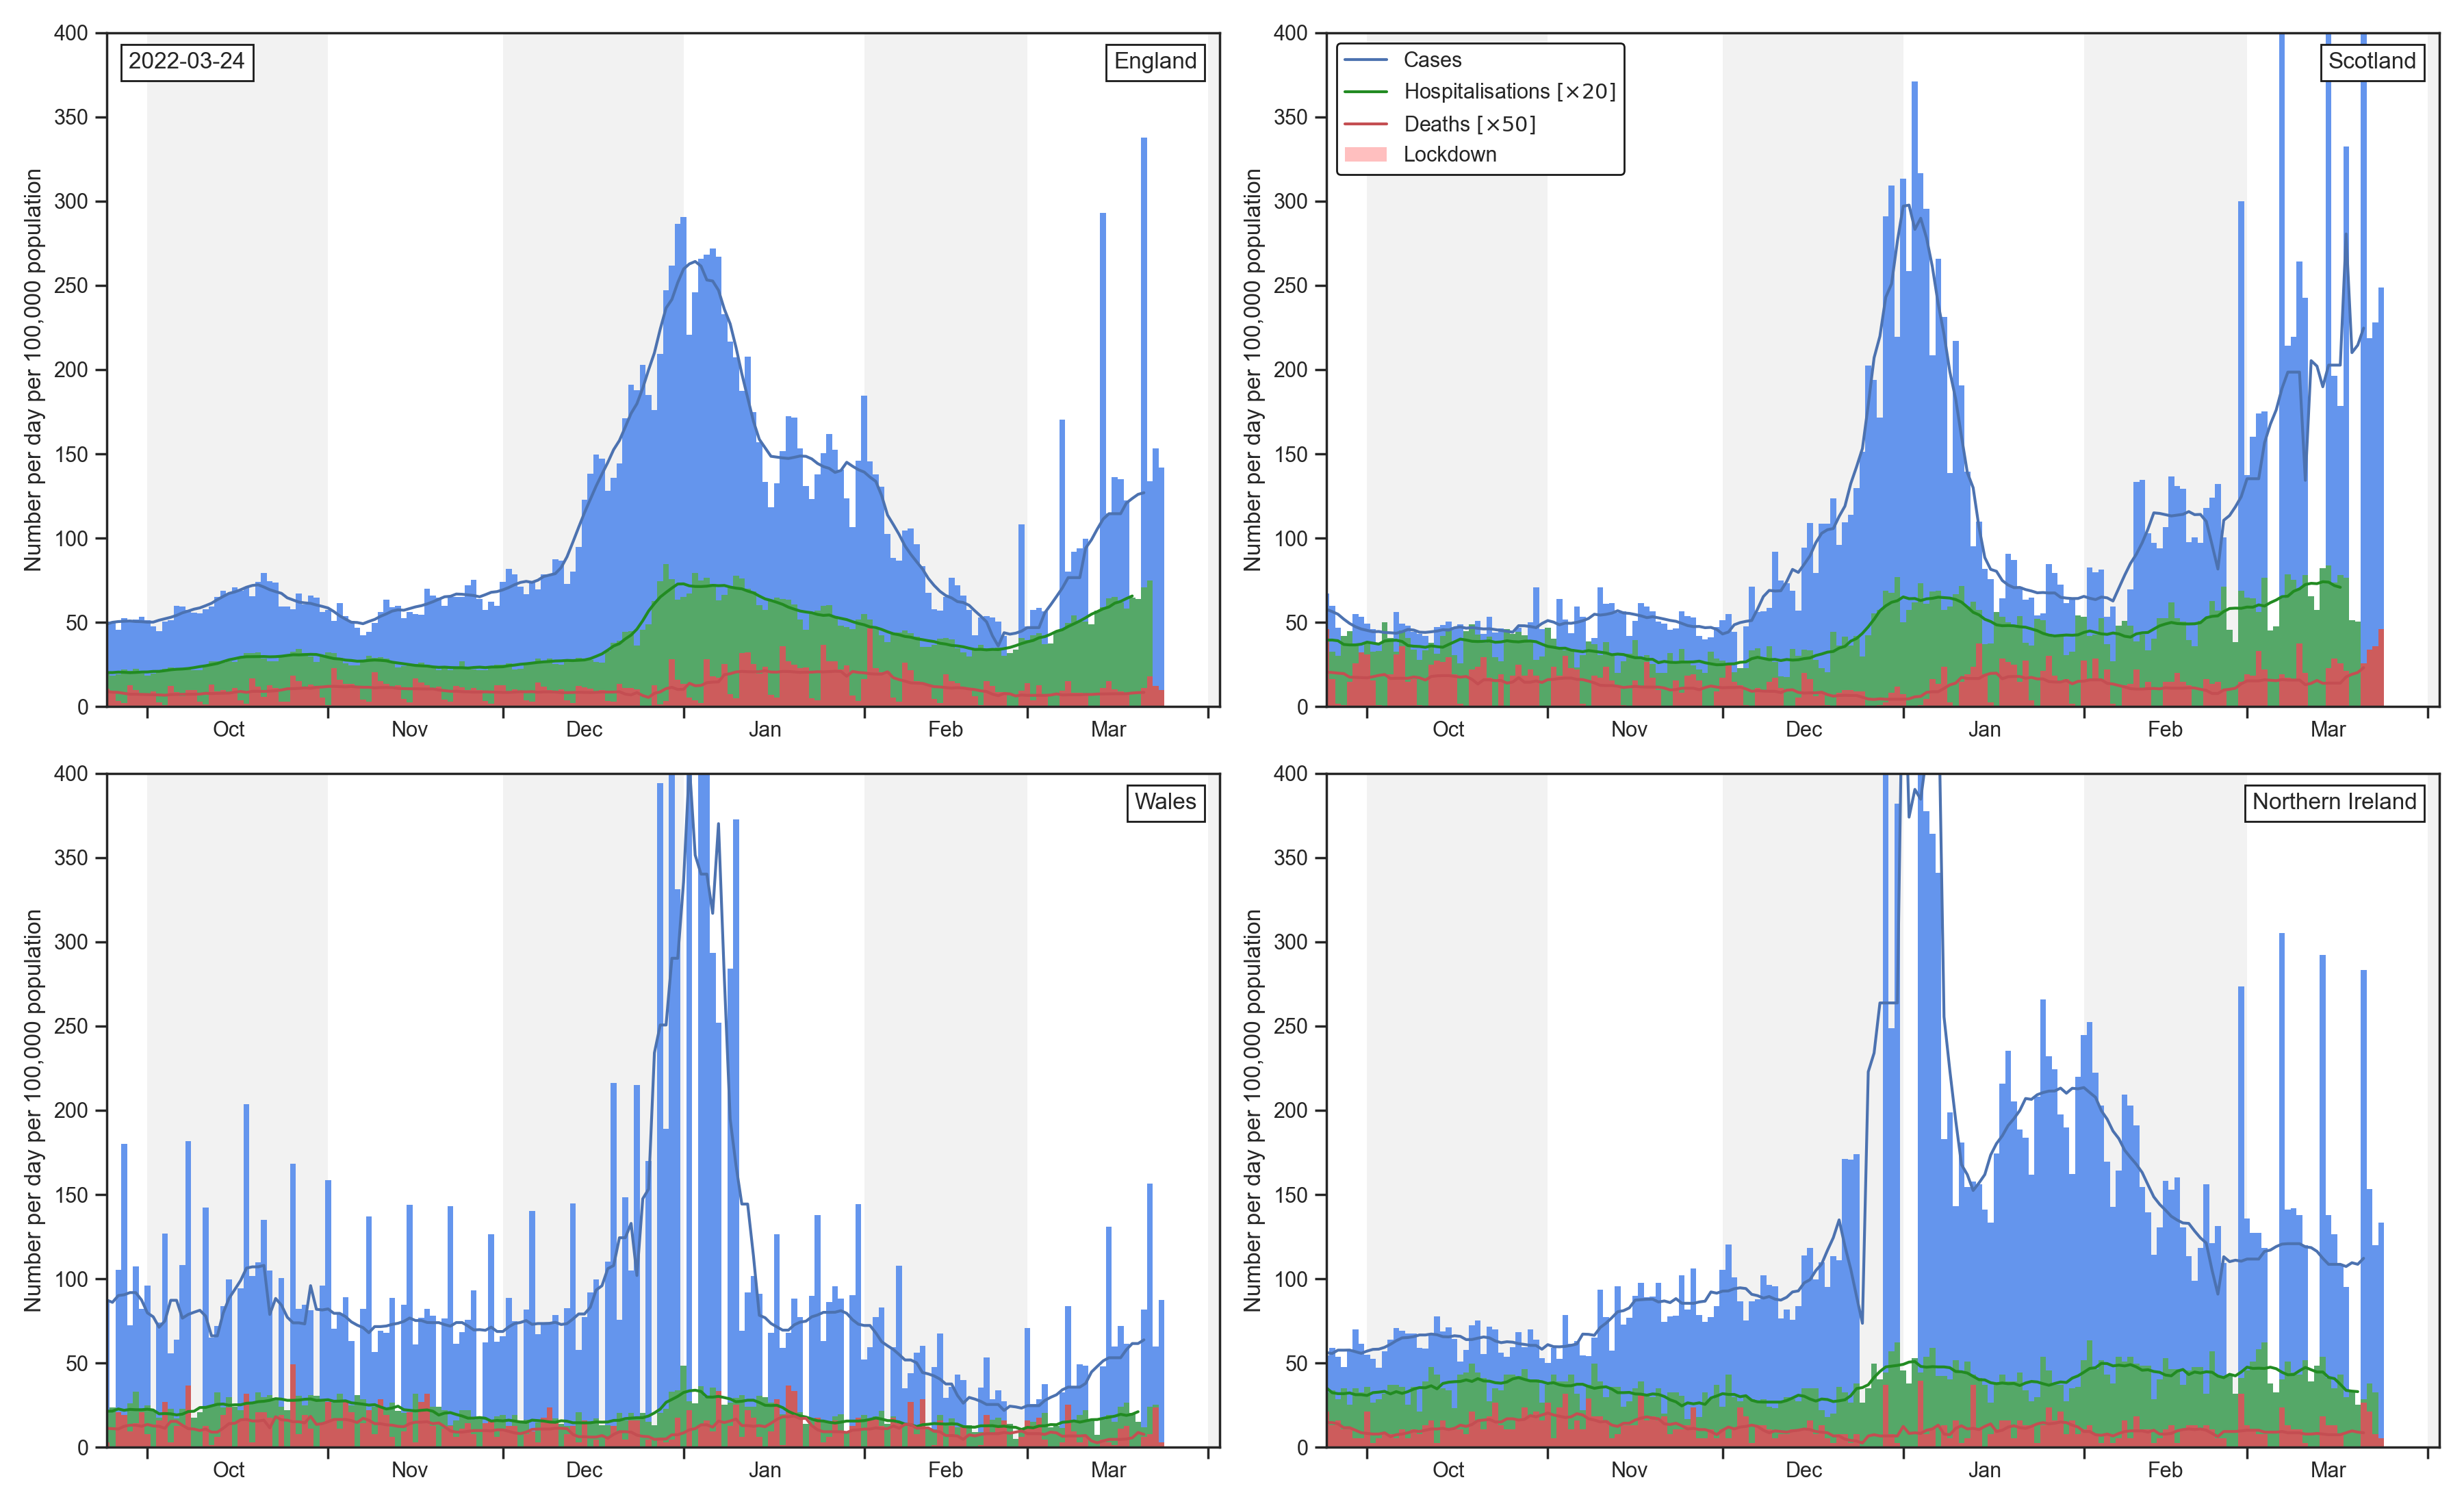 2022-03-24
England
Number per day per 100,000 population
400
350
300
250
200
150
100
50
0
Oct
Nov
Dec
Jan
Feb
Mar
Scotland
Cases
Hospitalisations [×20]
Deaths [×50]
Lockdown
Number per day per 100,000 population
400
350
300
250
200
150
100
50
0
Oct
Nov
Dec
Jan
Feb
Mar
Wales
Number per day per 100,000 population
400
350
300
250
200
150
100
50
0
Oct
Nov
Dec
Jan
Feb
Mar
Northern Ireland
Number per day per 100,000 population
400
350
300
250
200
150
100
50
0
Oct
Nov
Dec
Jan
Feb
Mar